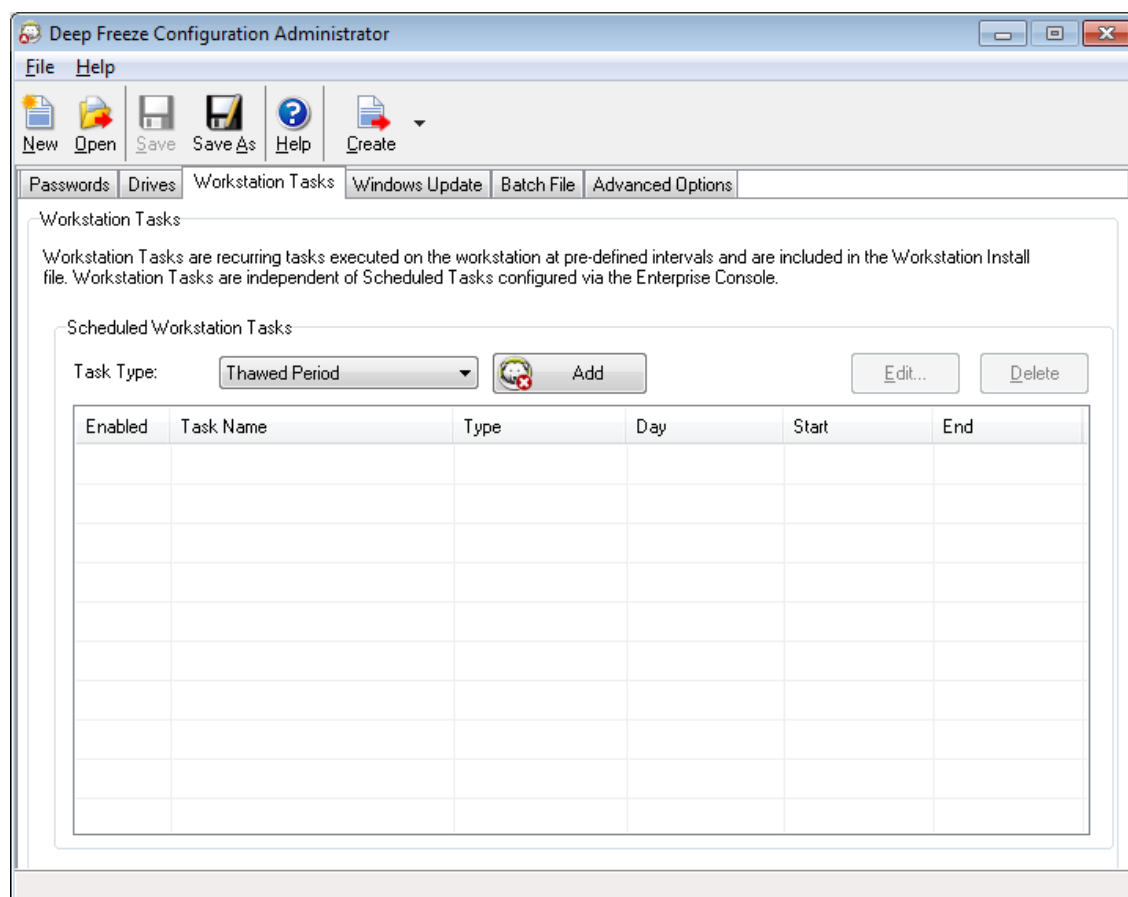 Deep Freeze Configuration Administrator
File Help
New Open Save Save As Help Create
Passwords Drives Workstation Tasks Windows Update Batch File Advanced Options
Workstation Tasks
Workstation Tasks are recurring tasks executed on the workstation at pre-defined intervals and are included in the Workstation Install
file. Workstation Tasks are independent of Scheduled Tasks configured via the Enterprise Console.
Scheduled Workstation Tasks
Task Type: Thawed Period Add Edit... Delete
Enabled Task Name Type Day Start End